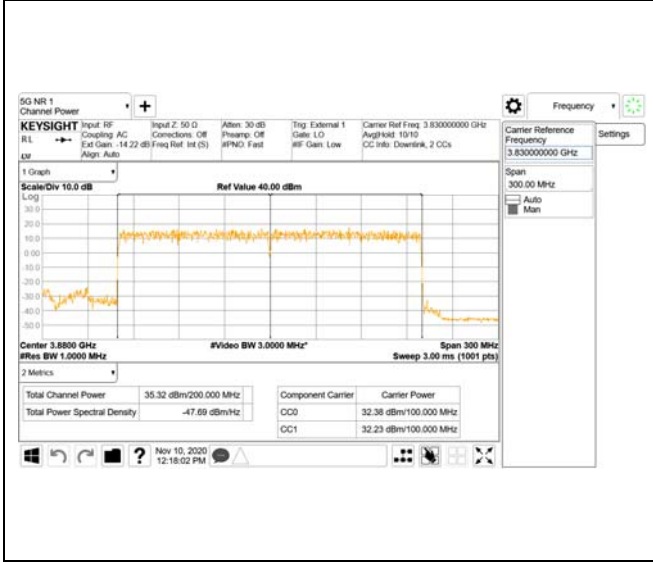 5G NR 1
Channel Power
+
Frequency
KEYSIGHT
RL
Input: RF
Coupling: AC
Ext Gain: -14.22 dB
Align: Auto
Input Z: 50 Ω
Corrections: Off
Freq Ref: Int (S)
Atten: 30 dB
Preamp: Off
#PNO: Fast
Trig: External 1
Gate: LO
#IF Gain: Low
Carrier Ref Freq: 3.830000000 GHz
Avg|Hold: 10/10
CC Info: Downlink, 2 CCs
Carrier Reference
Frequency
3.830000000 GHz
Settings
Span
300.00 MHz
Auto
Man
1 Graph
Scale/Div 10.0 dB
Ref Value 40.00 dBm
Log
30.0
20.0
10.0
0.00
-10.0
-20.0
-30.0
-40.0
-50.0
Center 3.8800 GHz
#Video BW 3.0000 MHz*
Span 300 MHz
#Res BW 1.0000 MHz
Sweep 3.00 ms (1001 pts)
2 Metrics
Total Channel Power 35.32 dBm/200.000 MHz
Total Power Spectral Density -47.69 dBm/Hz
Component Carrier Carrier Power
CC0 32.38 dBm/100.000 MHz
CC1 32.23 dBm/100.000 MHz
?
Nov 10, 2020
12:18:02 PM